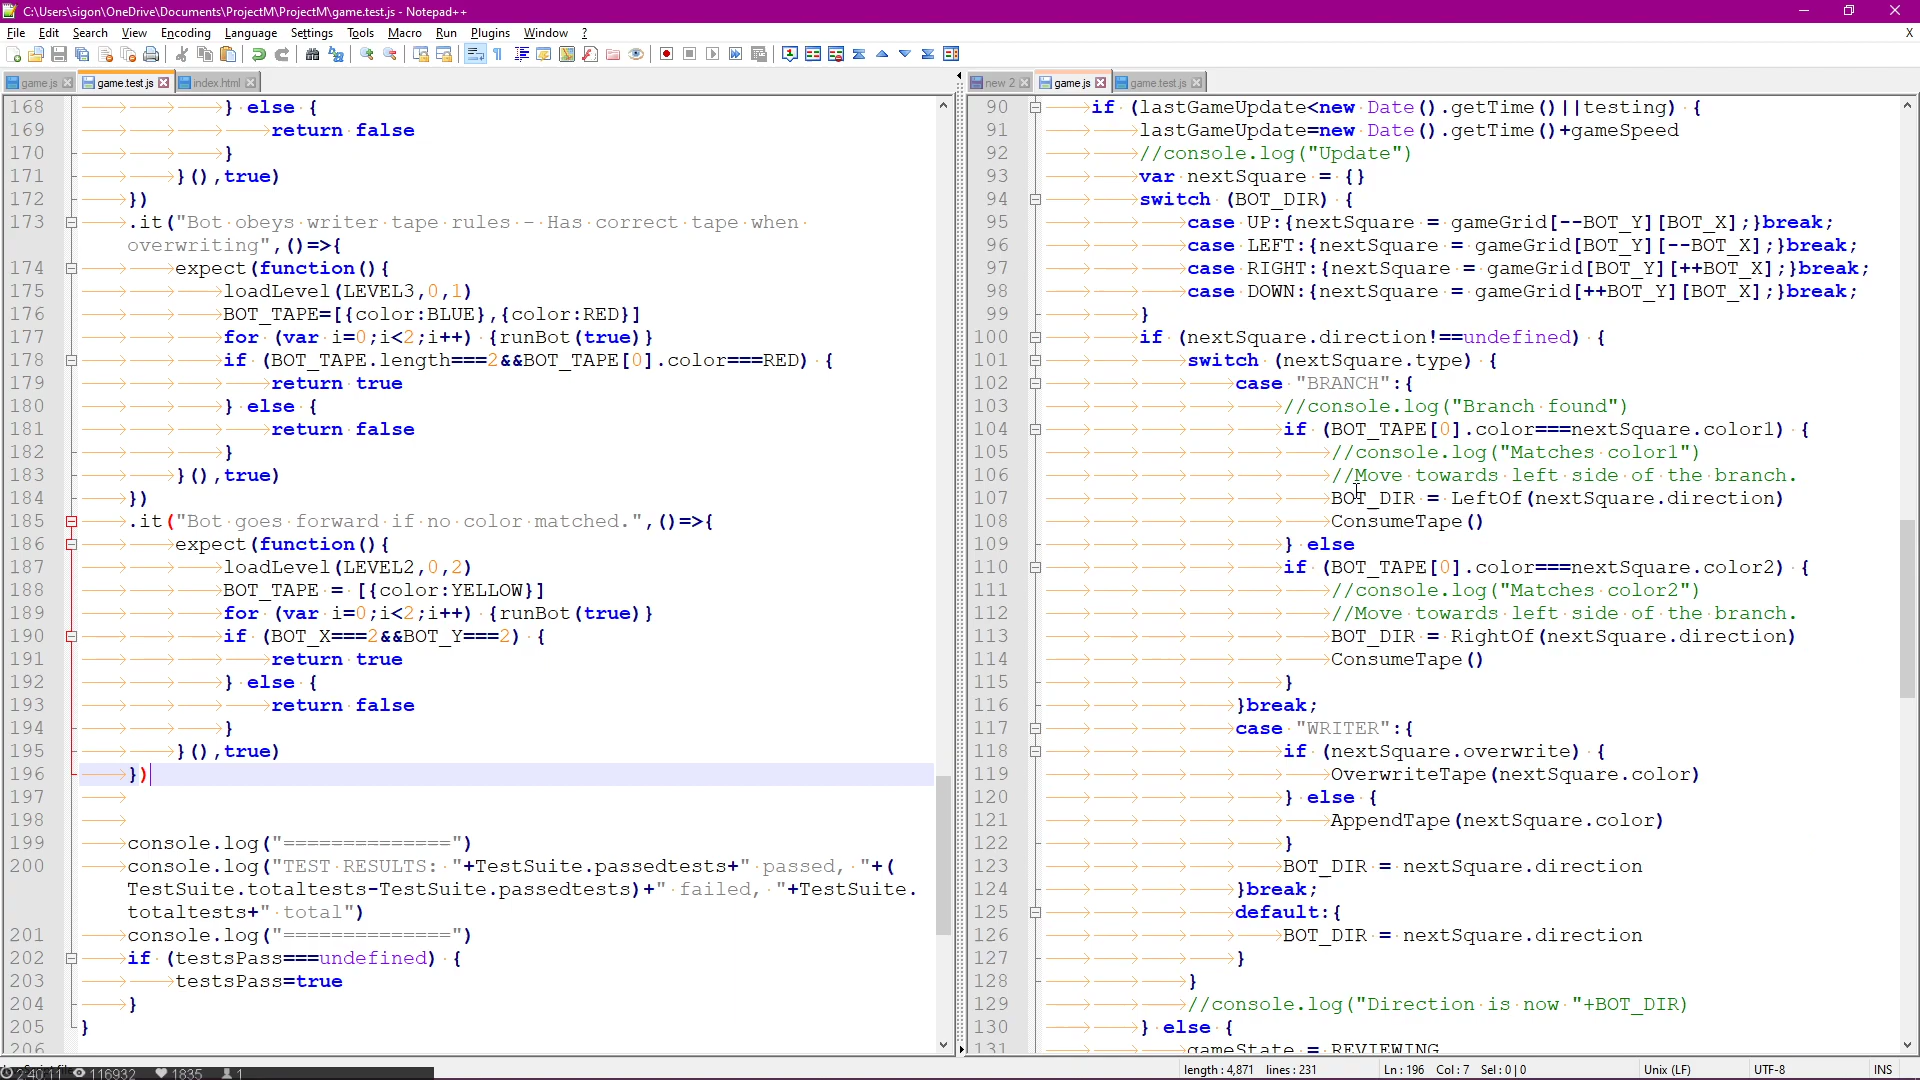 C:\Users\sigon\OneDrive\Documents\ProjectM\ProjectM\game.test.js - Notepad++
File Edit Search View Encoding Language Settings Tools Macro Run Plugins Window ? X
game.js game.test.js index.html
168 } else {
169 return false
170 }
171 }(),true)
172 })
173 .it("Bot obeys writer tape rules - Has correct tape when
overwriting",()=>{
174 expect(function(){
175 loadLevel(LEVEL3,0,1)
176 BOT_TAPE=[{color:BLUE},{color:RED}]
177 for (var i=0;i<2;i++) {runBot(true)}
178 if (BOT_TAPE.length===2&&BOT_TAPE[0].color===RED) {
179 return true
180 } else {
181 return false
182 }
183 }(),true)
184 })
185 .it("Bot goes forward if no color matched.",()=>{
186 expect(function(){
187 loadLevel(LEVEL2,0,2)
188 BOT_TAPE = [{color:YELLOW}]
189 for (var i=0;i<2;i++) {runBot(true)}
190 if (BOT_X===2&&BOT_Y===2) {
191 return true
192 } else {
193 return false
194 }
195 }(),true)
196 })
197
198
199 console.log("==============")
200 console.log("TEST RESULTS: "+TestSuite.passedtests+" passed, "+(
TestSuite.totaltests-TestSuite.passedtests)+" failed, "+TestSuite.
totaltests+" total")
201 console.log("==============")
202 if (testsPass===undefined) {
203 testsPass=true
204 }
205 }
206
new 2 game.js game.test.js
90 if (lastGameUpdate<new Date().getTime()||testing) {
91 lastGameUpdate=new Date().getTime()+gameSpeed
92 //console.log("Update")
93 var nextSquare = {}
94 switch (BOT_DIR) {
95 case UP:{nextSquare = gameGrid[--BOT_Y][BOT_X];}break;
96 case LEFT:{nextSquare = gameGrid[BOT_Y][--BOT_X];}break;
97 case RIGHT:{nextSquare = gameGrid[BOT_Y][++BOT_X];}break;
98 case DOWN:{nextSquare = gameGrid[++BOT_Y][BOT_X];}break;
99 }
100 if (nextSquare.direction!==undefined) {
101 switch (nextSquare.type) {
102 case "BRANCH":{
103 //console.log("Branch found")
104 if (BOT_TAPE[0].color===nextSquare.color1) {
105 //console.log("Matches color1")
106 //Move towards left side of the branch.
107 BOT_DIR = LeftOf(nextSquare.direction)
108 ConsumeTape()
109 } else
110 if (BOT_TAPE[0].color===nextSquare.color2) {
111 //console.log("Matches color2")
112 //Move towards left side of the branch.
113 BOT_DIR = RightOf(nextSquare.direction)
114 ConsumeTape()
115 }
116 }break;
117 case "WRITER":{
118 if (nextSquare.overwrite) {
119 OverwriteTape(nextSquare.color)
120 } else {
121 AppendTape(nextSquare.color)
122 }
123 BOT_DIR = nextSquare.direction
124 }break;
125 default:{
126 BOT_DIR = nextSquare.direction
127 }
128 }
129 //console.log("Direction is now "+BOT_DIR)
130 } else {
131 gameState = REVIEWING
2:40:11 116932 1835 1
length : 4,871 lines : 231 Ln : 196 Col : 7 Sel : 0 | 0 Unix (LF) UTF-8 INS